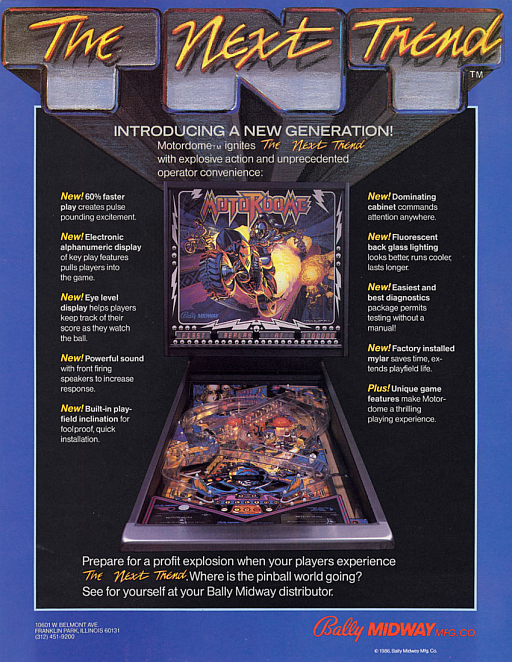 The Next Trend
TNT
TM
INTRODUCING A NEW GENERATION!
Motordome TM ignites The Next Trend
with explosive action and unprecedented
operator convenience:
New! 60% faster
play creates pulse
pounding excitement.
New! Electronic
alphanumeric display
of key play features
pulls players into
the game.
New! Eye level
display helps players
keep track of their
score as they watch
the ball.
New! Powerful sound
with front firing
speakers to increase
response.
New! Built-in play-
field inclination for
foolproof, quick
installation.
MOTORDOME
Bally MIDWAY
New! Dominating
cabinet commands
attention anywhere.
New! Fluorescent
back glass lighting
looks better, runs cooler,
lasts longer.
New! Easiest and
best diagnostics
package permits
testing without a
manual!
New! Factory installed
mylar saves time, ex-
tends playfield life.
Plus! Unique game
features make Motor-
dome a thrilling
playing experience.
Prepare for a profit explosion when your players experience
The Next Trend. Where is the pinball world going?
See for yourself at your Bally Midway distributor.
10601 W. BELMONT AVE.
FRANKLIN PARK, ILLINOIS 60131
(312) 451-9200
Bally MIDWAY MFG. CO.
© 1986, Bally Midway Mfg. Co.